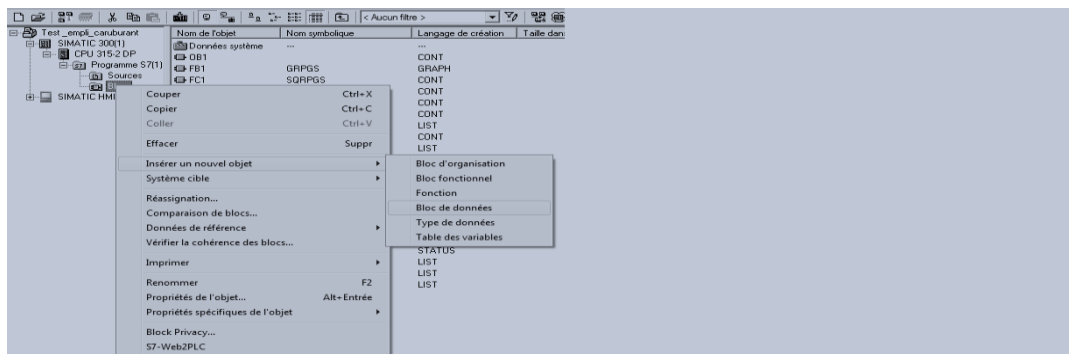 < Aucun filtre >
Test_empli_caruburant
SIMATIC 300(1)
CPU 315-2 DP
Programme S7(1)
Sources
SIMATIC HMI
Nom de l'objet Nom symbolique Langage de création Taille dan
Données système --- ---
OB1 CONT
FB1 GRPGS GRAPH
FC1 SQRPGS CONT
CONT
CONT
CONT
LIST
CONT
LIST
Couper Ctrl+X
Copier Ctrl+C
Coller Ctrl+V
Effacer Suppr
Insérer un nouvel objet
Système cible
Réassignation...
Comparaison de blocs...
Données de référence
Vérifier la cohérence des blocs...
Imprimer
Renommer F2
Propriétés de l'objet... Alt+Entrée
Propriétés spécifiques de l'objet
Block Privacy...
S7-Web2PLC
Bloc d'organisation
Bloc fonctionnel
Fonction
Bloc de données
Type de données
Table des variables
STATUS
LIST
LIST
LIST